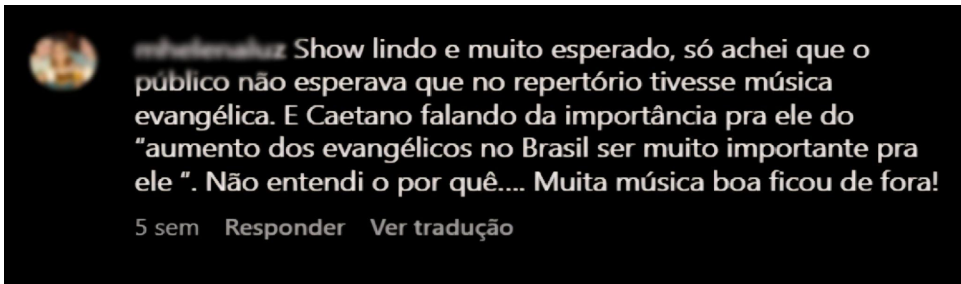 Show lindo e muito esperado, só achei que o
público não esperava que no repertório tivesse música
evangélica. E Caetano falando da importância pra ele do
"aumento dos evangélicos no Brasil ser muito importante pra
ele ". Não entendi o por quê.... Muita música boa ficou de fora!
5 sem Responder Ver tradução